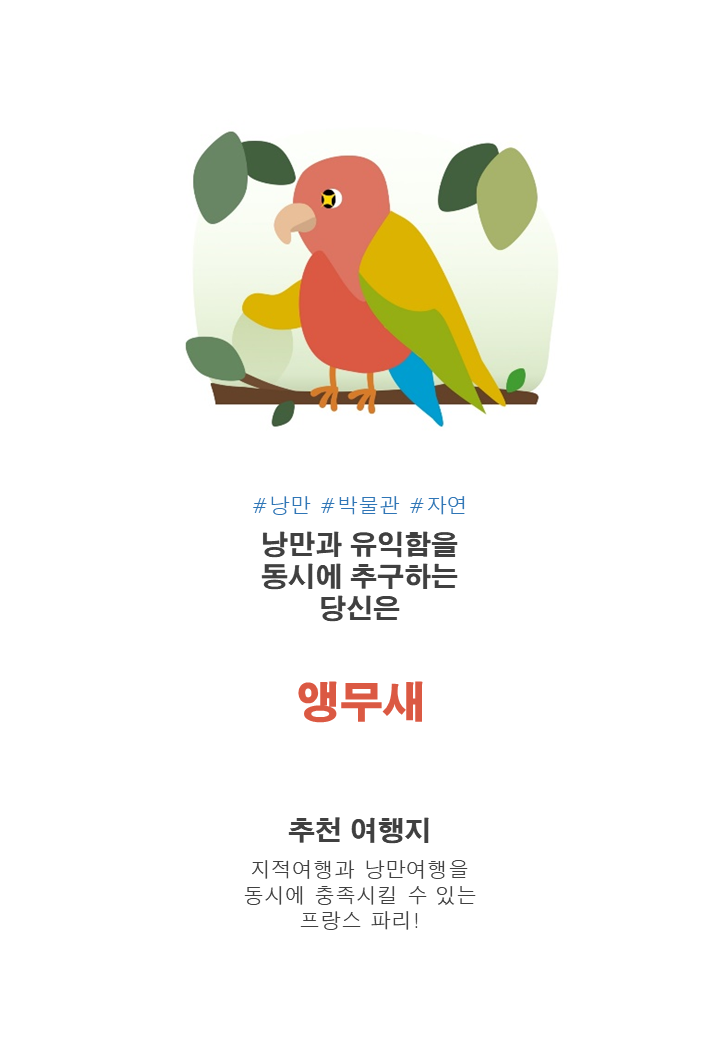 #낭만 #박물관 #자연
낭만과 유익함을
동시에 추구하는
당신은
앵무새
추천 여행지
지적여행과 낭만여행을
동시에 충족시킬 수 있는
프랑스 파리!